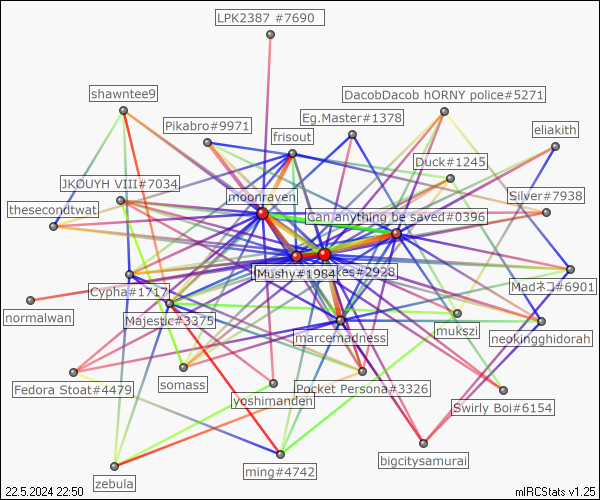 LPK2387 #7690
shawntee9
DacobDacob hORNY police#5271
Eg.Master#1378
Pikabro#9971
frisout
eliakith
Duck#1245
JKOUYH VIII#7034
moonraven
Silver#7938
thesecondtwat
Can anything be saved#0396
Mushy#1984
kes#2928
Cypha#1717
Madネコ#6901
normalwan
Majestic#3375
marcemadness
mukszi
neokingghidorah
Fedora Stoat#4479
somass
Pocket Persona#3326
yoshimanden
Swirly Boi#6154
bigcitysamurai
ming#4742
zebula
22.5.2024 22:50
mIRCStats v1.25